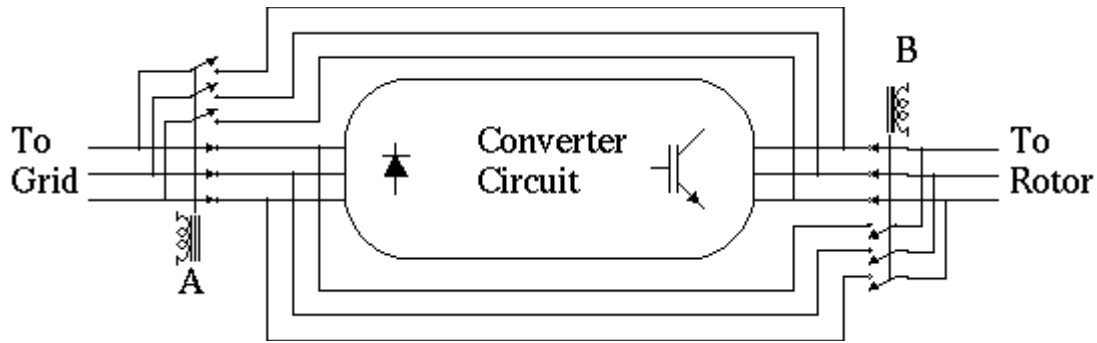 B
To
Grid
Converter
Circuit
To
Rotor
A